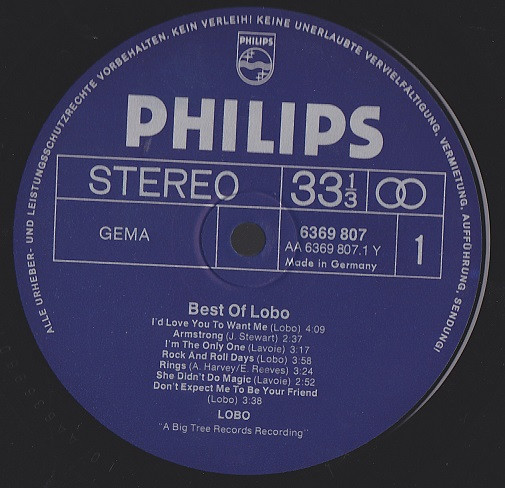 ALLE URHEBER- UND LEISTUNGSSCHUTZRECHTE VORBEHALTEN. KEIN VERLEIH! KEINE UNERLAUBTE VERVIELFÄLTIGUNG, VERMIETUNG, AUFFÜHRUNG, SENDUNG!
PHILIPS
PHILIPS
STEREO
33 1/3
GEMA
6369 807
AA 6369 807.1 Y
Made in Germany
1
Best Of Lobo
I'd Love You To Want Me (Lobo) 4:09
Armstrong (J. Stewart) 2:37
I'm The Only One (Lavoie) 3:17
Rock And Roll Days (Lobo) 3:58
Rings (A. Harvey/E. Reeves) 3:24
She Didn't Do Magic (Lavoie) 2:52
Don't Expect Me To Be Your Friend
(Lobo) 3:38
LOBO
"A Big Tree Records Recording"